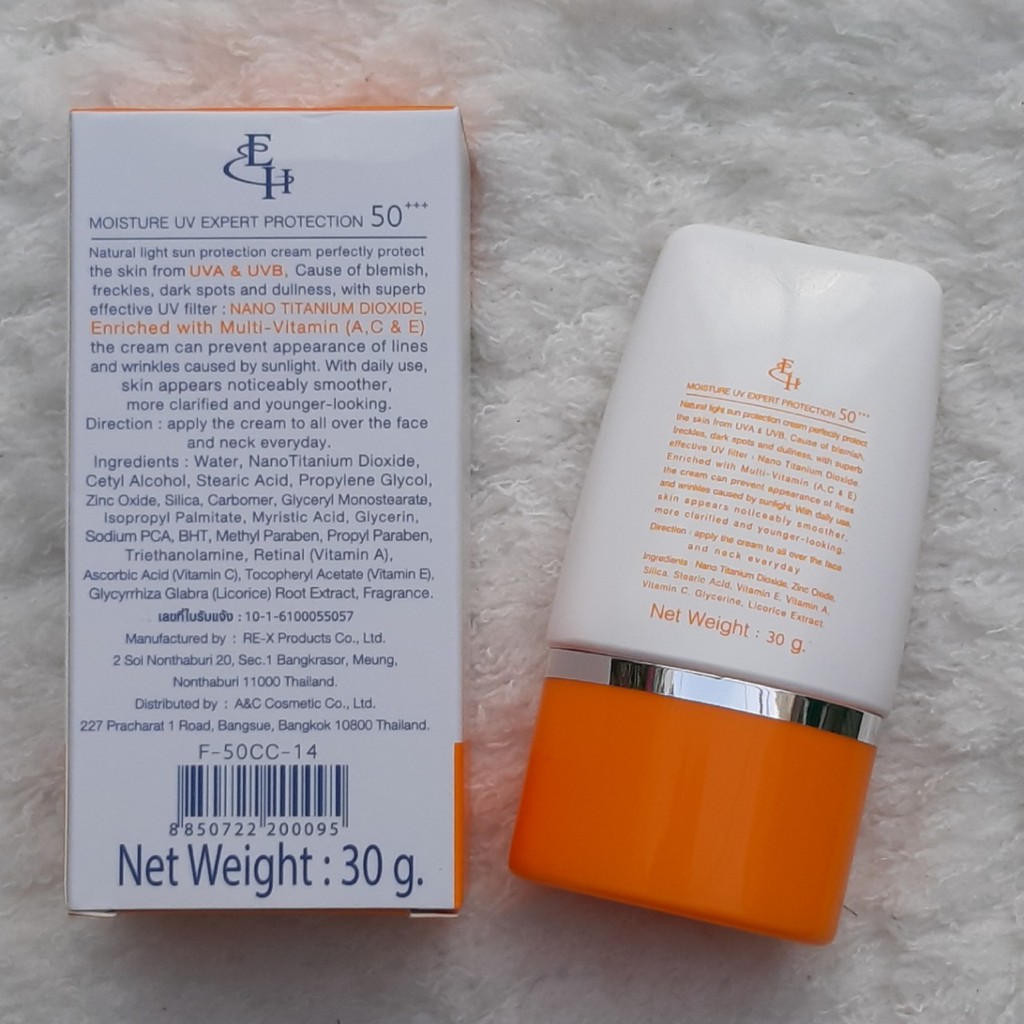 EH
MOISTURE UV EXPERT PROTECTION 50+++
Natural light sun protection cream perfectly protect
the skin from UVA & UVB, Cause of blemish,
freckles, dark spots and dullness, with superb
effective UV filter : NANO TITANIUM DIOXIDE,
Enriched with Multi-Vitamin (A,C & E)
the cream can prevent appearance of lines
and wrinkles caused by sunlight. With daily use,
skin appears noticeably smoother,
more clarified and younger-looking.
Direction : apply the cream to all over the face
and neck everyday.
Ingredients : Water, NanoTitanium Dioxide,
Cetyl Alcohol, Stearic Acid, Propylene Glycol,
Zinc Oxide, Silica, Carbomer, Glyceryl Monostearate,
Isopropyl Palmitate, Myristic Acid, Glycerin,
Sodium PCA, BHT, Methyl Paraben, Propyl Paraben,
Triethanolamine, Retinal (Vitamin A),
Ascorbic Acid (Vitamin C), Tocopheryl Acetate (Vitamin E),
Glycyrrhiza Glabra (Licorice) Root Extract, Fragrance.
เลขที่ใบรับแจ้ง : 10-1-6100055057
Manufactured by : RE-X Products Co., Ltd.
2 Soi Nonthaburi 20, Sec.1 Bangkrasor, Meung,
Nonthaburi 11000 Thailand.
Distributed by : A&C Cosmetic Co., Ltd.
227 Pracharat 1 Road, Bangsue, Bangkok 10800 Thailand.
F-50CC-14
8 850722 200095
Net Weight : 30 g.
EH
MOISTURE UV EXPERT PROTECTION 50+++
Natural light sun protection cream perfectly protect
the skin from UVA & UVB, Cause of blemish,
freckles, dark spots and dullness, with superb
effective UV filter : Nano Titanium Dioxide
Enriched with Multi-Vitamin (A,C & E)
the cream can prevent appearance of lines
and wrinkles caused by sunlight. With daily use,
skin appears noticeably smoother,
more clarified and younger-looking.
Direction : apply the cream to all over the face
and neck everyday
Ingredients : Nano Titanium Dioxide, Zinc Oxide,
Silica, Stearic Acid, Vitamin E, Vitamin A,
Vitamin C, Glycerine, Licorice Extract.
Net Weight : 30 g.